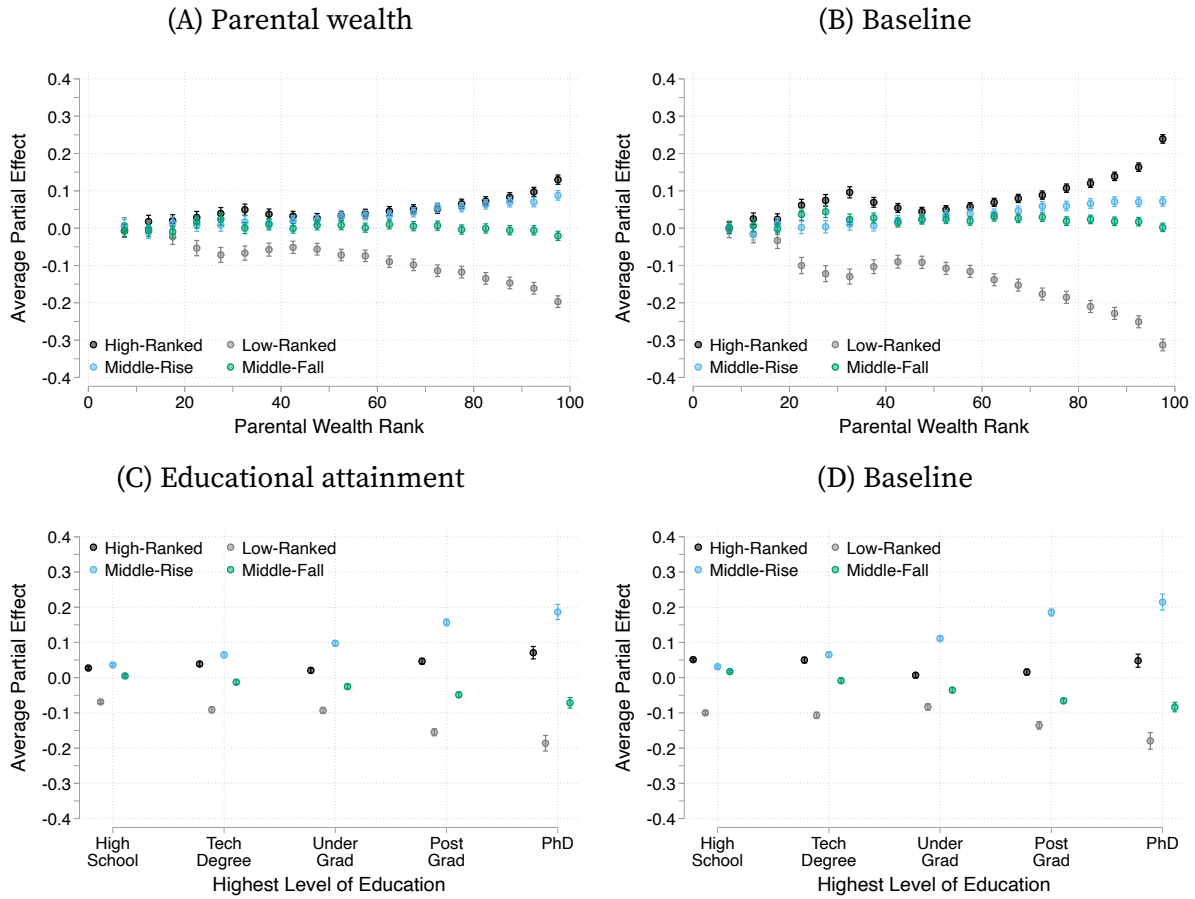 (A) Parental wealth
(B) Baseline
Average Partial Effect
0.4
0.3
0.2
0.1
0.0
-0.1
-0.2
-0.3
-0.4
High-Ranked
Low-Ranked
Middle-Rise
Middle-Fall
0
20
40
60
80
100
Parental Wealth Rank
Average Partial Effect
0.4
0.3
0.2
0.1
0.0
-0.1
-0.2
-0.3
-0.4
High-Ranked
Low-Ranked
Middle-Rise
Middle-Fall
0
20
40
60
80
100
Parental Wealth Rank
(C) Educational attainment
(D) Baseline
Average Partial Effect
0.4
0.3
0.2
0.1
0.0
-0.1
-0.2
-0.3
-0.4
High-Ranked
Low-Ranked
Middle-Rise
Middle-Fall
High
School
Tech
Degree
Under
Grad
Post
Grad
PhD
Highest Level of Education
Average Partial Effect
0.4
0.3
0.2
0.1
0.0
-0.1
-0.2
-0.3
-0.4
High-Ranked
Low-Ranked
Middle-Rise
Middle-Fall
High
School
Tech
Degree
Under
Grad
Post
Grad
PhD
Highest Level of Education